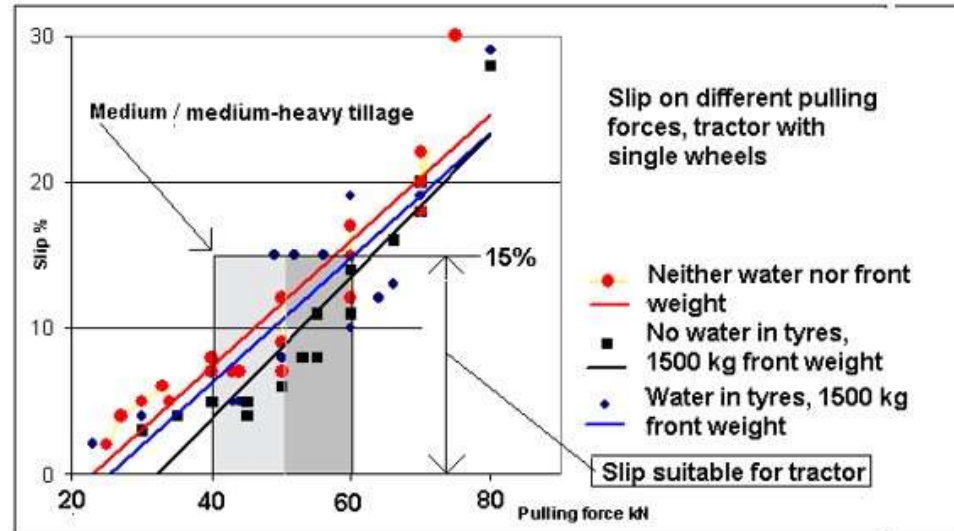 30
Medium / medium-heavy tillage
Slip on different pulling
forces, tractor with
single wheels
20
Slip %
15%
Neither water nor front
weight
No water in tyres,
1500 kg front weight
Water in tyres, 1500 kg
front weight
10
Slip suitable for tractor
0
20
40
60
80
Pulling force kN